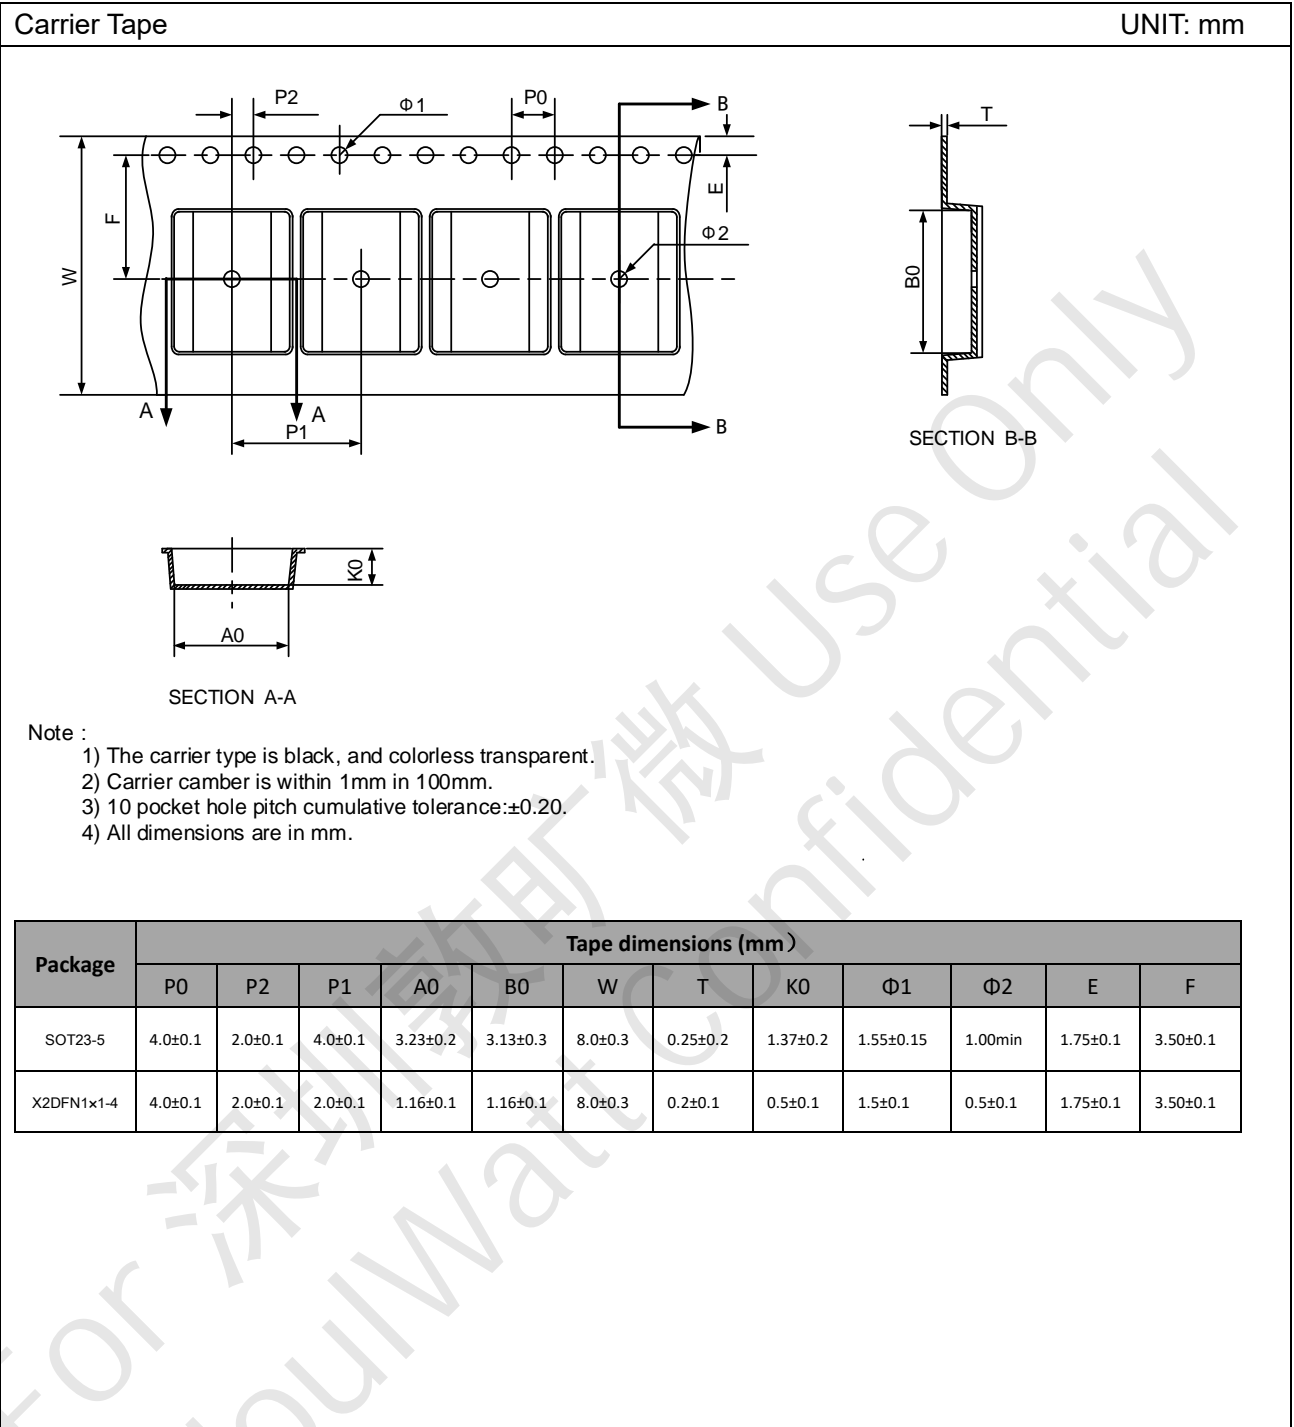 Carrier Tape UNIT: mm
P2 Φ1 P0 B T
E
F
Φ2
W
B0
A A
P1 B
SECTION B-B
K0
A0
SECTION A-A
Note :
1) The carrier type is black, and colorless transparent.
2) Carrier camber is within 1mm in 100mm.
3) 10 pocket hole pitch cumulative tolerance:±0.20.
4) All dimensions are in mm.
Package Tape dimensions (mm）
P0 P2 P1 A0 B0 W T K0 Φ1 Φ2 E F
SOT23-5 4.0±0.1 2.0±0.1 4.0±0.1 3.23±0.2 3.13±0.3 8.0±0.3 0.25±0.2 1.37±0.2 1.55±0.15 1.00min 1.75±0.1 3.50±0.1
X2DFN1×1-4 4.0±0.1 2.0±0.1 2.0±0.1 1.16±0.1 1.16±0.1 8.0±0.3 0.2±0.1 0.5±0.1 1.5±0.1 0.5±0.1 1.75±0.1 3.50±0.1
For 深圳敦旷微 Use Only
JoulWatt Confidential